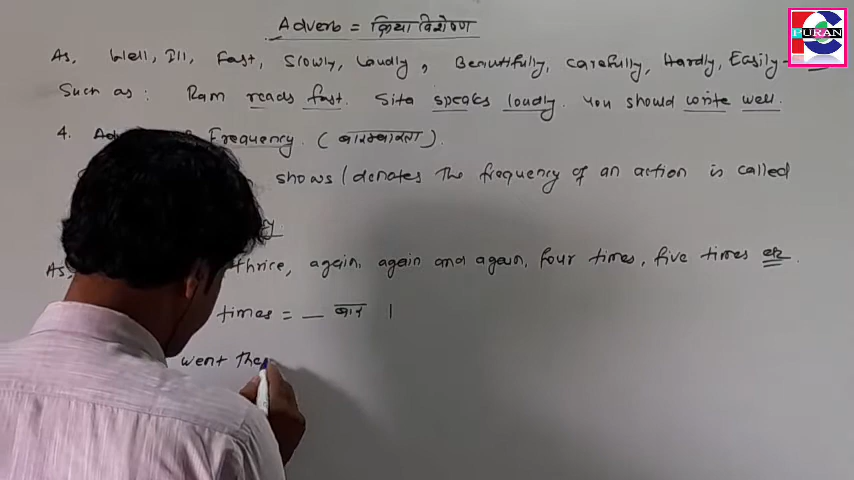 PURAN
Adverb = क्रिया विशेषण
As, Well, Ill, Fast, Slowly, Loudly, Beautifully, Carefully, Hardly, Easily-
Such as: Ram reads fast. Sita speaks loudly. You should write well.
4. Frequency. (बारम्बारता).
shows/denotes the frequency of an action is called
As thrice, again, again and again, four times, five times etc.
times = — बार |
went the